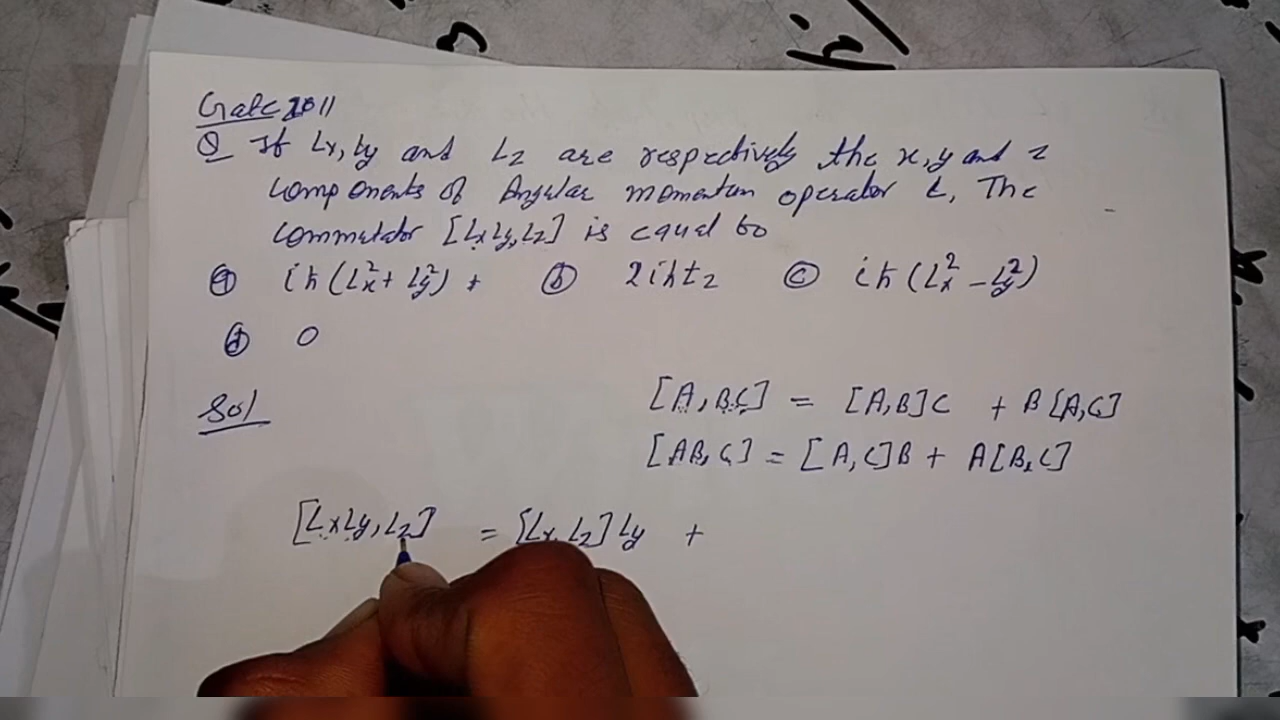 Gate 2011
Q If Lx, Ly and Lz are respectively the x, y and z
components of Angular momentum operator L, The
commutator [LxLy, Lz] is equal to
ⓐ iħ(Lx² + Ly²) ⓑ 2iħLz ⓒ iħ(Lx² - Ly²)
ⓓ 0
Sol
[A, BC] = [A,B]C + B[A,C]
[AB, C] = [A,C]B + A[B,C]
[LxLy, Lz] = [Lx, Lz]Ly +